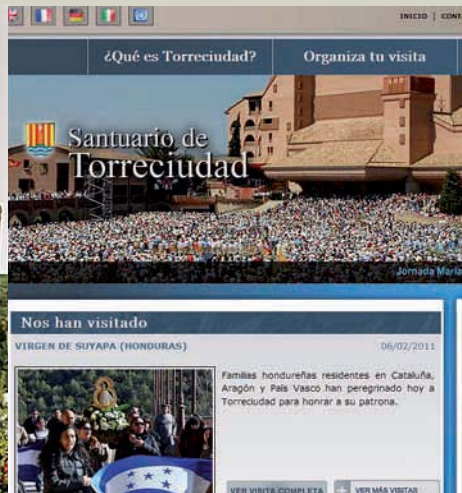 INICIO | CONT
¿Qué es Torreciudad?
Organiza tu visita
Santuario de
Torreciudad
Jornada Maria
Nos han visitado
VIRGEN DE SUYAPA (HONDURAS)
06/02/2011
Familias hondureñas residentes en Cataluña,
Aragón y País Vasco han peregrinado hoy a
Torreciudad para honrar a su patrona.
VER VISITA COMPLETA
VER MÁS VISITAS